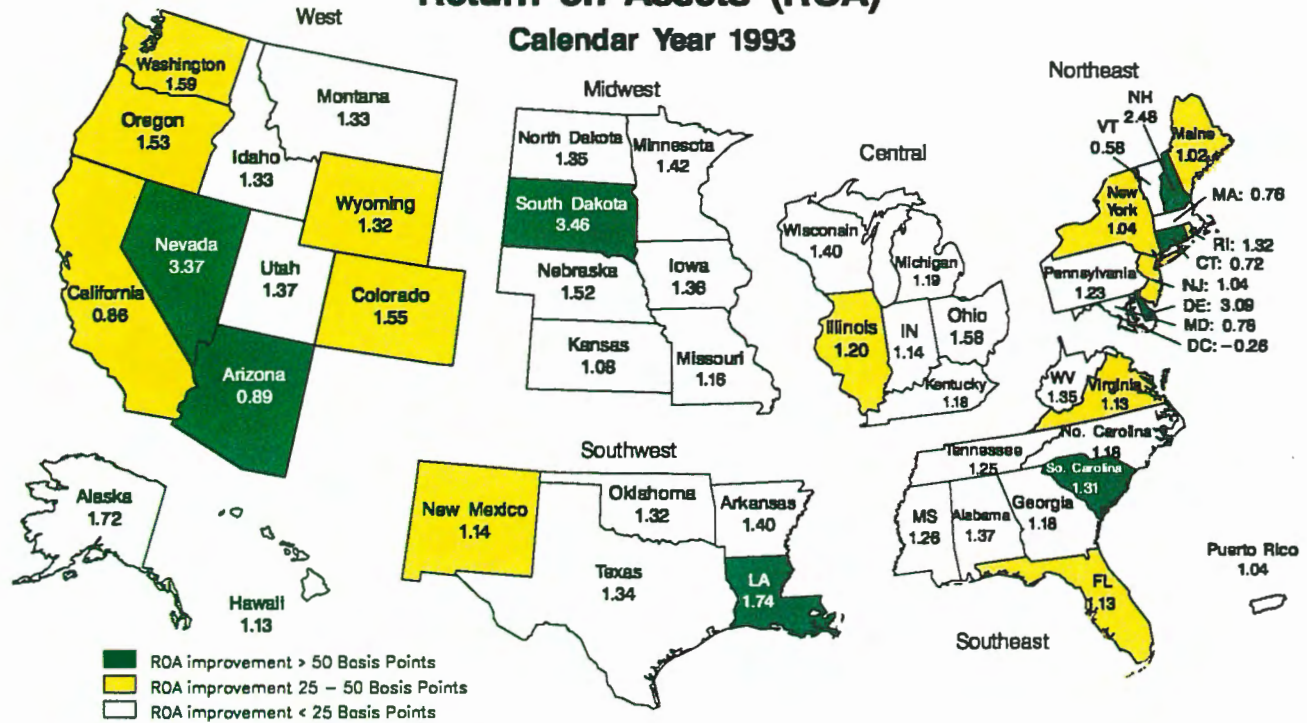 Return on Assets (ROA)
Calendar Year 1993
West
Washington
1.59
Oregon
1.53
California
0.86
Nevada
3.37
Idaho
1.33
Montana
1.33
Wyoming
1.32
Utah
1.37
Colorado
1.55
Arizona
0.89
Alaska
1.72
Hawaii
1.13
Midwest
North Dakota
1.35
Minnesota
1.42
South Dakota
3.46
Nebraska
1.52
Iowa
1.36
Kansas
1.08
Missouri
1.16
Central
Wisconsin
1.40
Michigan
1.19
Illinois
1.20
IN
1.14
Ohio
1.58
Kentucky
1.18
Northeast
NH
2.48
VT
0.58
Maine
1.02
New
York
1.04
MA: 0.76
RI: 1.32
CT: 0.72
NJ: 1.04
DE: 3.09
MD: 0.78
DC: -0.26
Pennsylvania
1.23
Southwest
New Mexico
1.14
Oklahoma
1.32
Arkansas
1.40
Texas
1.34
LA
1.74
WV
1.35
Virginia
1.13
No. Carolina
1.18
Tennessee
1.25
So. Carolina
1.31
MS
1.26
Alabama
1.37
Georgia
1.18
FL
1.13
Southeast
Puerto Rico
1.04
ROA improvement > 50 Basis Points
ROA improvement 25 – 50 Basis Points
ROA improvement < 25 Basis Points